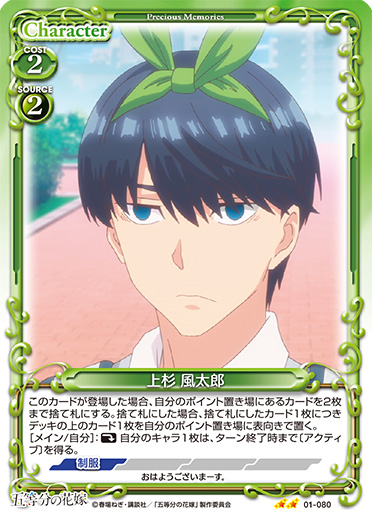 Precious Memories
Character
COST
2
SOURCE
2
上杉 風太郎
このカードが登場した場合、自分のポイント置き場にあるカードを2枚
まで捨て札にする。捨て札にした場合、捨て札にしたカード1枚につき
デッキの上のカード1枚を自分のポイント置き場に表向きで置く。
[メイン/自分]: 自分のキャラ1枚は、ターン終了時まで[アクティ
ブ]を得る。
制服
おはようございまーす。
五等分の花嫁
©春場ねぎ・講談社／「五等分の花嫁」製作委員会
01-080